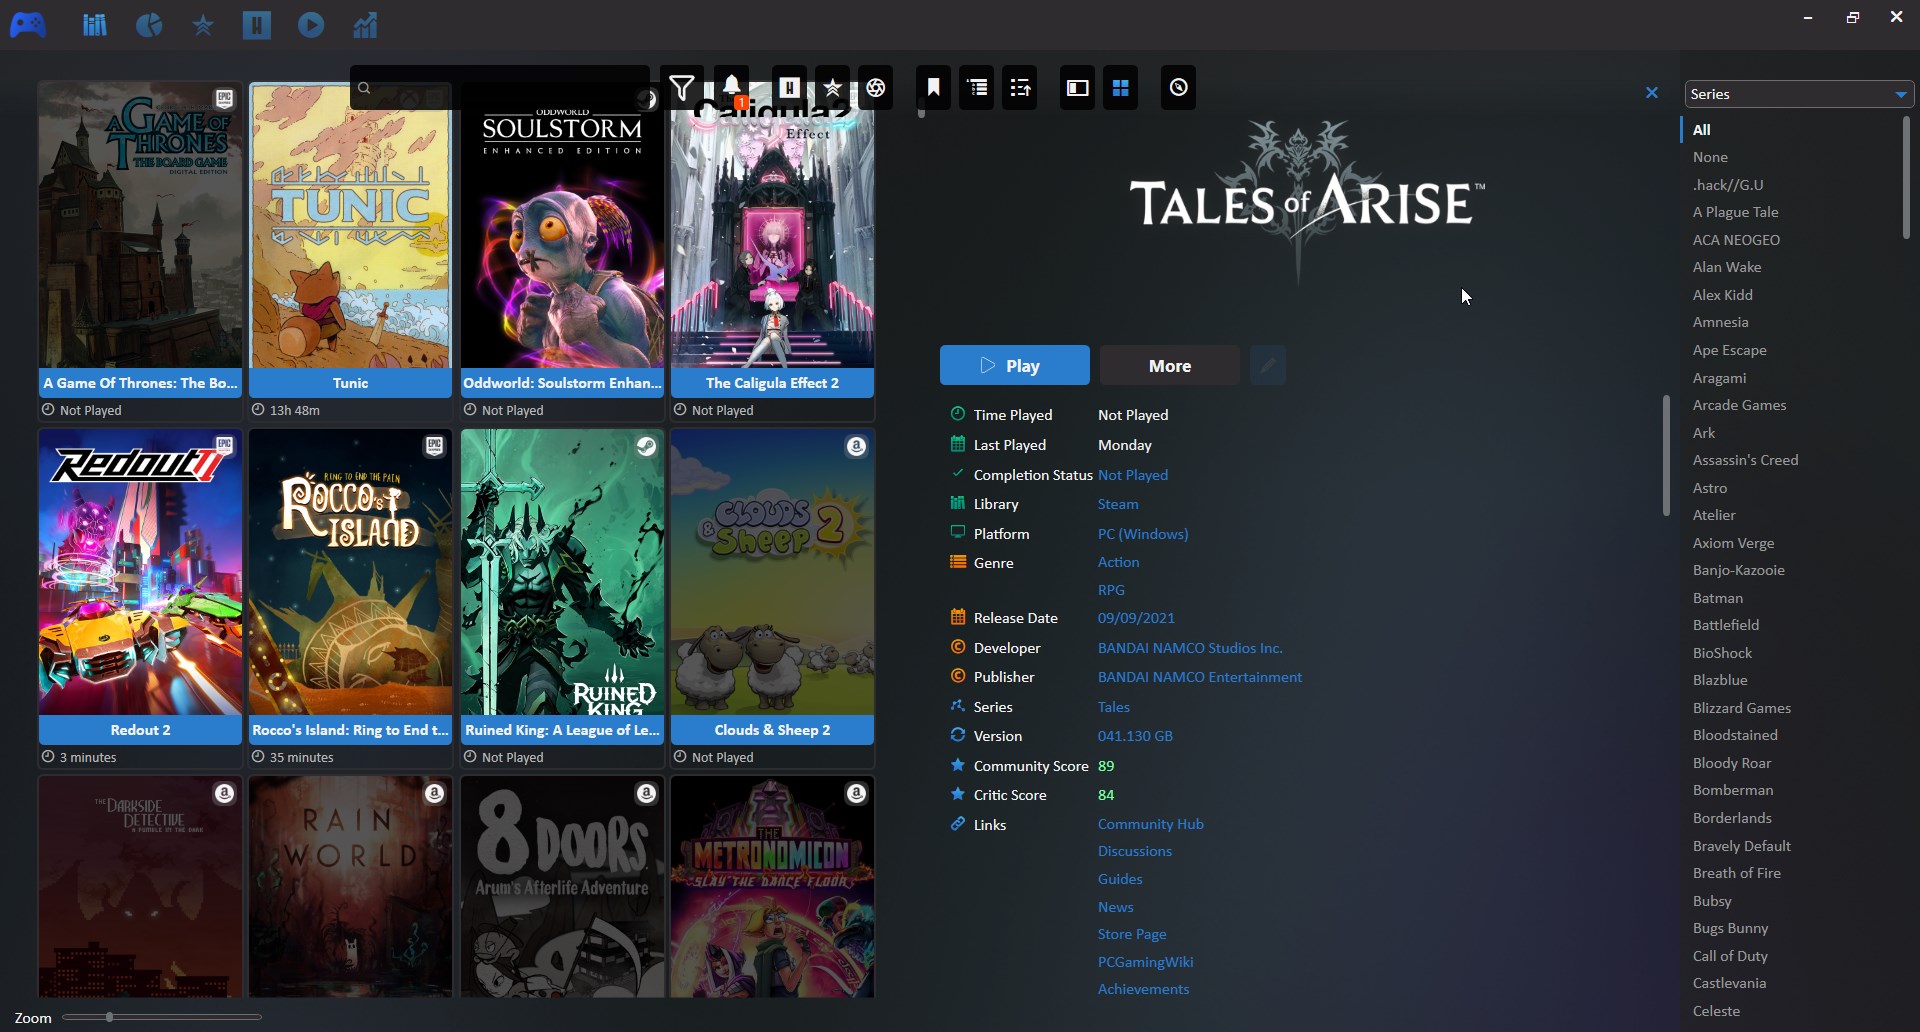 1
Series
A GAME OF THRONES
THE BOARD GAME
DIGITAL EDITION
EPIC GAMES
A Game Of Thrones: The Bo...
Not Played
TUNIC
Tunic
13h 48m
ODDWORLD
SOULSTORM
ENHANCED EDITION
Oddworld: Soulstorm Enhan...
Not Played
Caligula2
Effect
The Caligula Effect 2
Not Played
Redout II
EPIC GAMES
Redout 2
3 minutes
RING TO END THE PAIN
ROCCO'S ISLAND
EPIC GAMES
Rocco's Island: Ring to End t...
35 minutes
RUINED KING
Ruined King: A League of Le...
Not Played
CLOUDS & Sheep 2
a
Clouds & Sheep 2
Not Played
THE DARKSIDE DETECTIVE
A FUMBLE IN THE DARK
a
RAIN WORLD
a
8 DOORS
Arum's Afterlife Adventure
a
THE METRONOMICON
SLAY THE DANCE FLOOR
a
Zoom
TALES of ARISE™
Play
More
Time Played Not Played
Last Played Monday
Completion Status Not Played
Library Steam
Platform PC (Windows)
Genre Action
RPG
Release Date 09/09/2021
Developer BANDAI NAMCO Studios Inc.
Publisher BANDAI NAMCO Entertainment
Series Tales
Version 041.130 GB
Community Score 89
Critic Score 84
Links Community Hub
Discussions
Guides
News
Store Page
PCGamingWiki
Achievements
All
None
.hack//G.U
A Plague Tale
ACA NEOGEO
Alan Wake
Alex Kidd
Amnesia
Ape Escape
Aragami
Arcade Games
Ark
Assassin's Creed
Astro
Atelier
Axiom Verge
Banjo-Kazooie
Batman
Battlefield
BioShock
Blazblue
Blizzard Games
Bloodstained
Bloody Roar
Bomberman
Borderlands
Bravely Default
Breath of Fire
Bubsy
Bugs Bunny
Call of Duty
Castlevania
Celeste